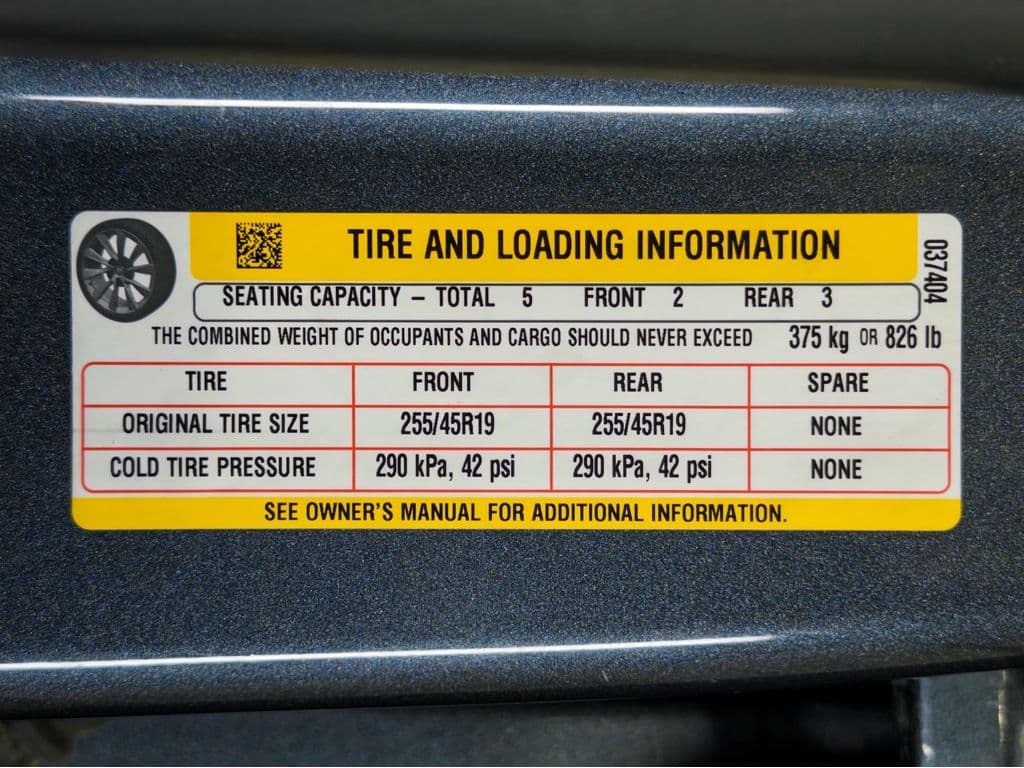 TIRE AND LOADING INFORMATION
037404
SEATING CAPACITY – TOTAL 5 FRONT 2 REAR 3
THE COMBINED WEIGHT OF OCCUPANTS AND CARGO SHOULD NEVER EXCEED 375 kg OR 826 lb
TIRE FRONT REAR SPARE
ORIGINAL TIRE SIZE 255/45R19 255/45R19 NONE
COLD TIRE PRESSURE 290 kPa, 42 psi 290 kPa, 42 psi NONE
SEE OWNER'S MANUAL FOR ADDITIONAL INFORMATION.